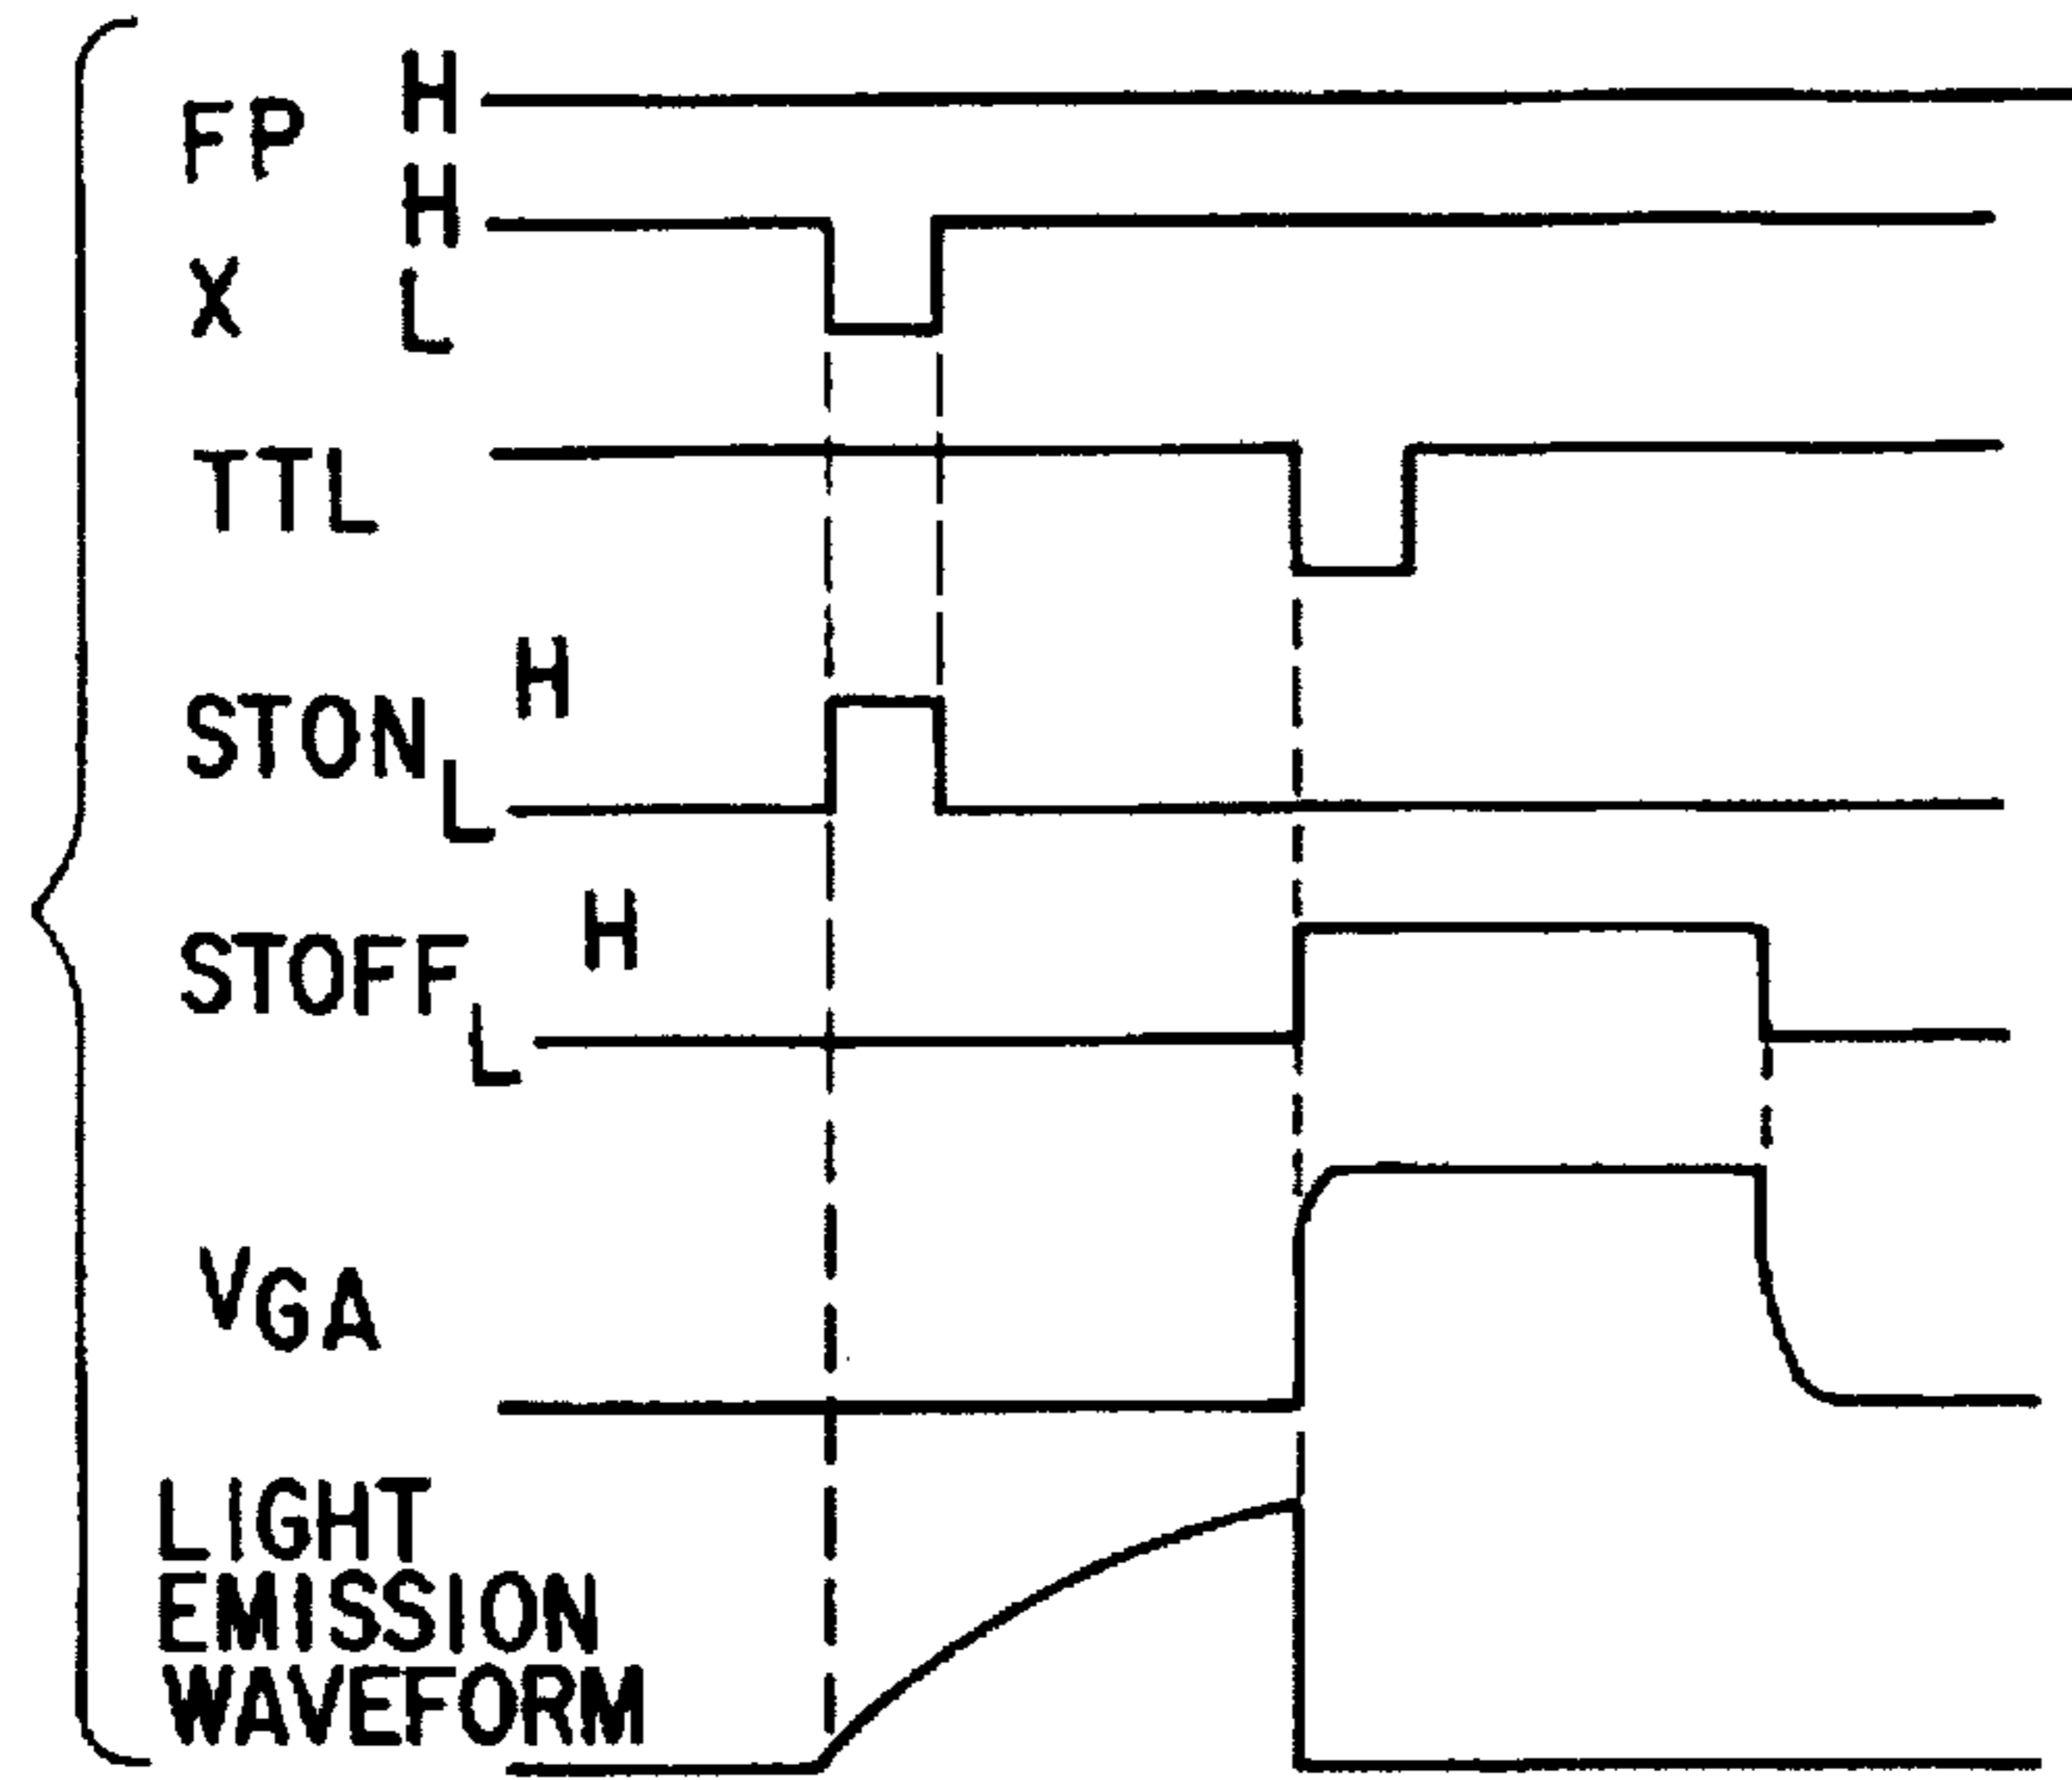 FP H
X H
L
TTL
STON H
L
STOFF H
L
VGA
LIGHT
EMISSION
WAVEFORM